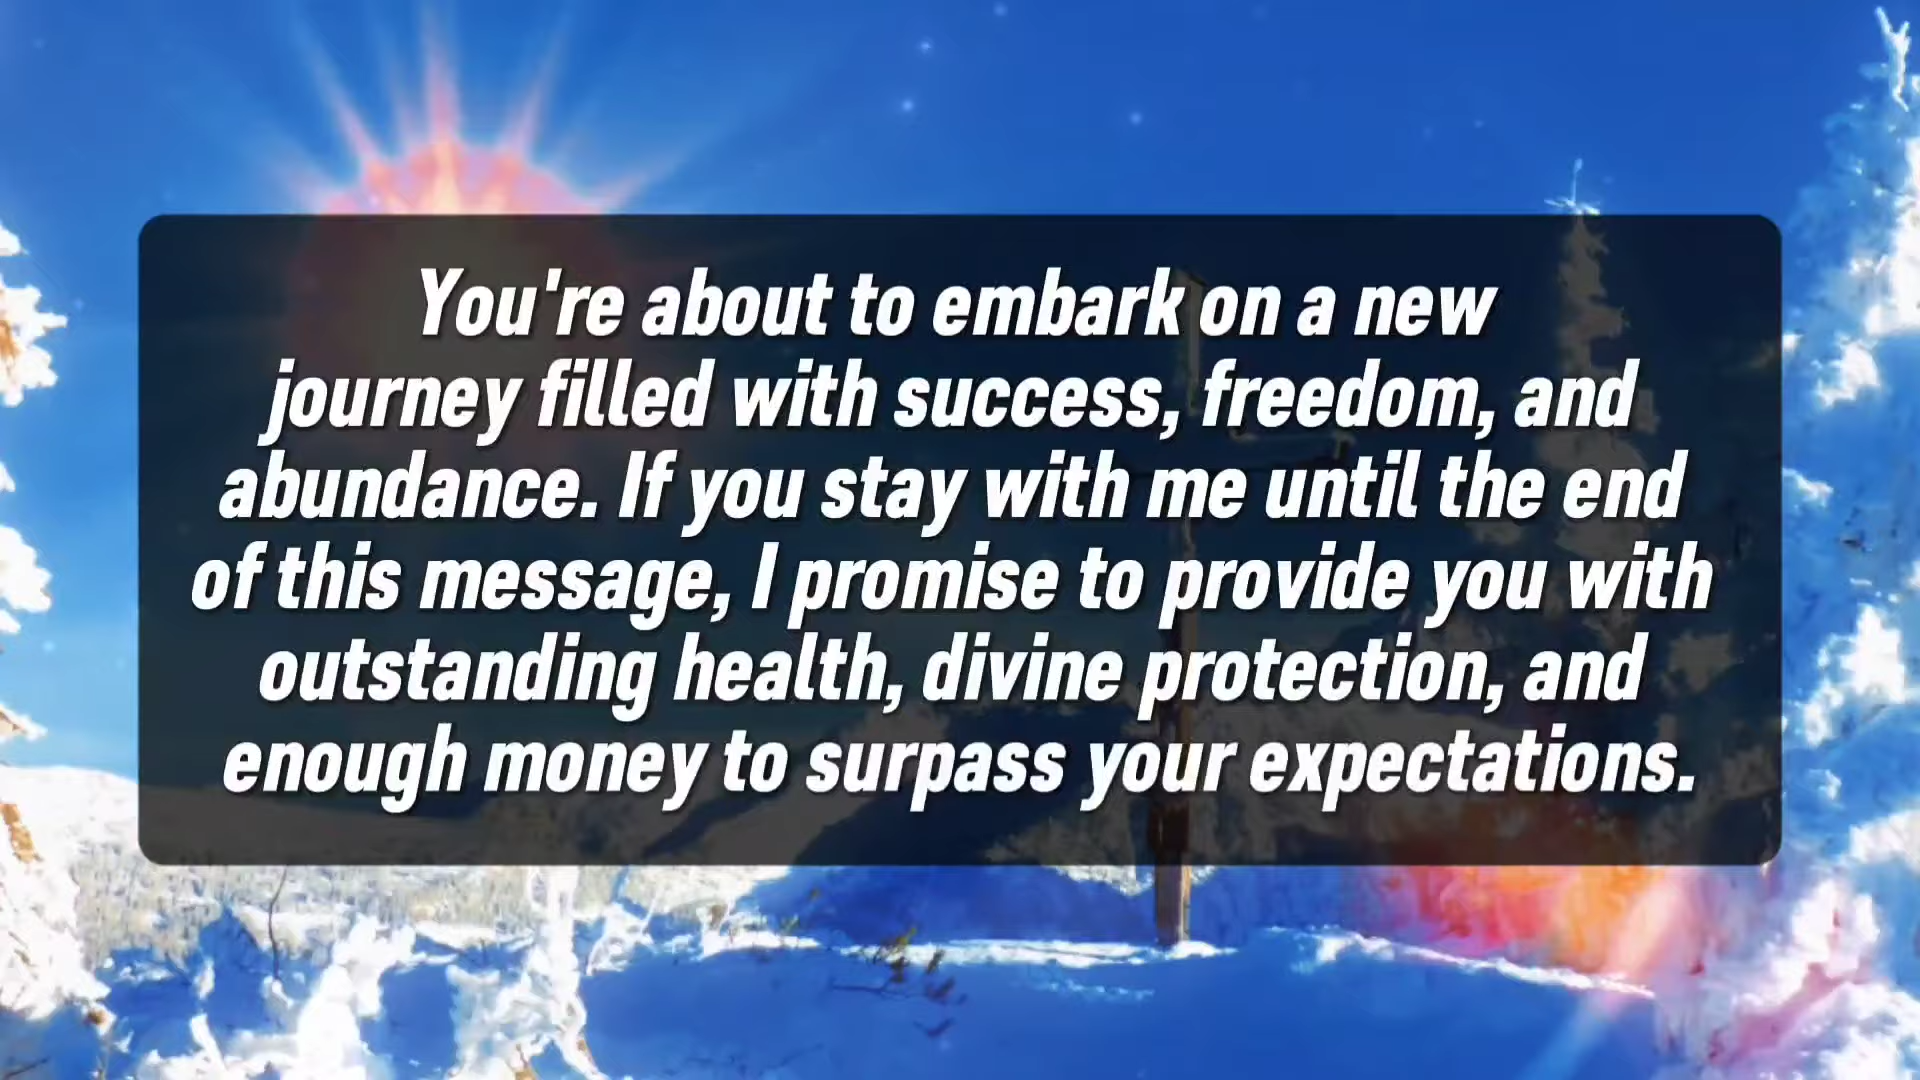 You're about to embark on a new
journey filled with success, freedom, and
abundance. If you stay with me until the end
of this message, I promise to provide you with
outstanding health, divine protection, and
enough money to surpass your expectations.